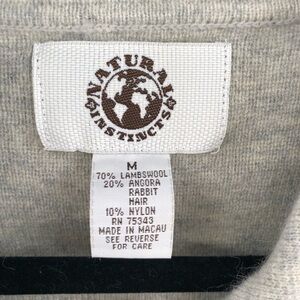 NATURAL
INSTINCTS
M
70% LAMBSWOOL
20% ANGORA
RABBIT
HAIR
10% NYLON
RN 75343
MADE IN MACAU
SEE REVERSE
FOR CARE